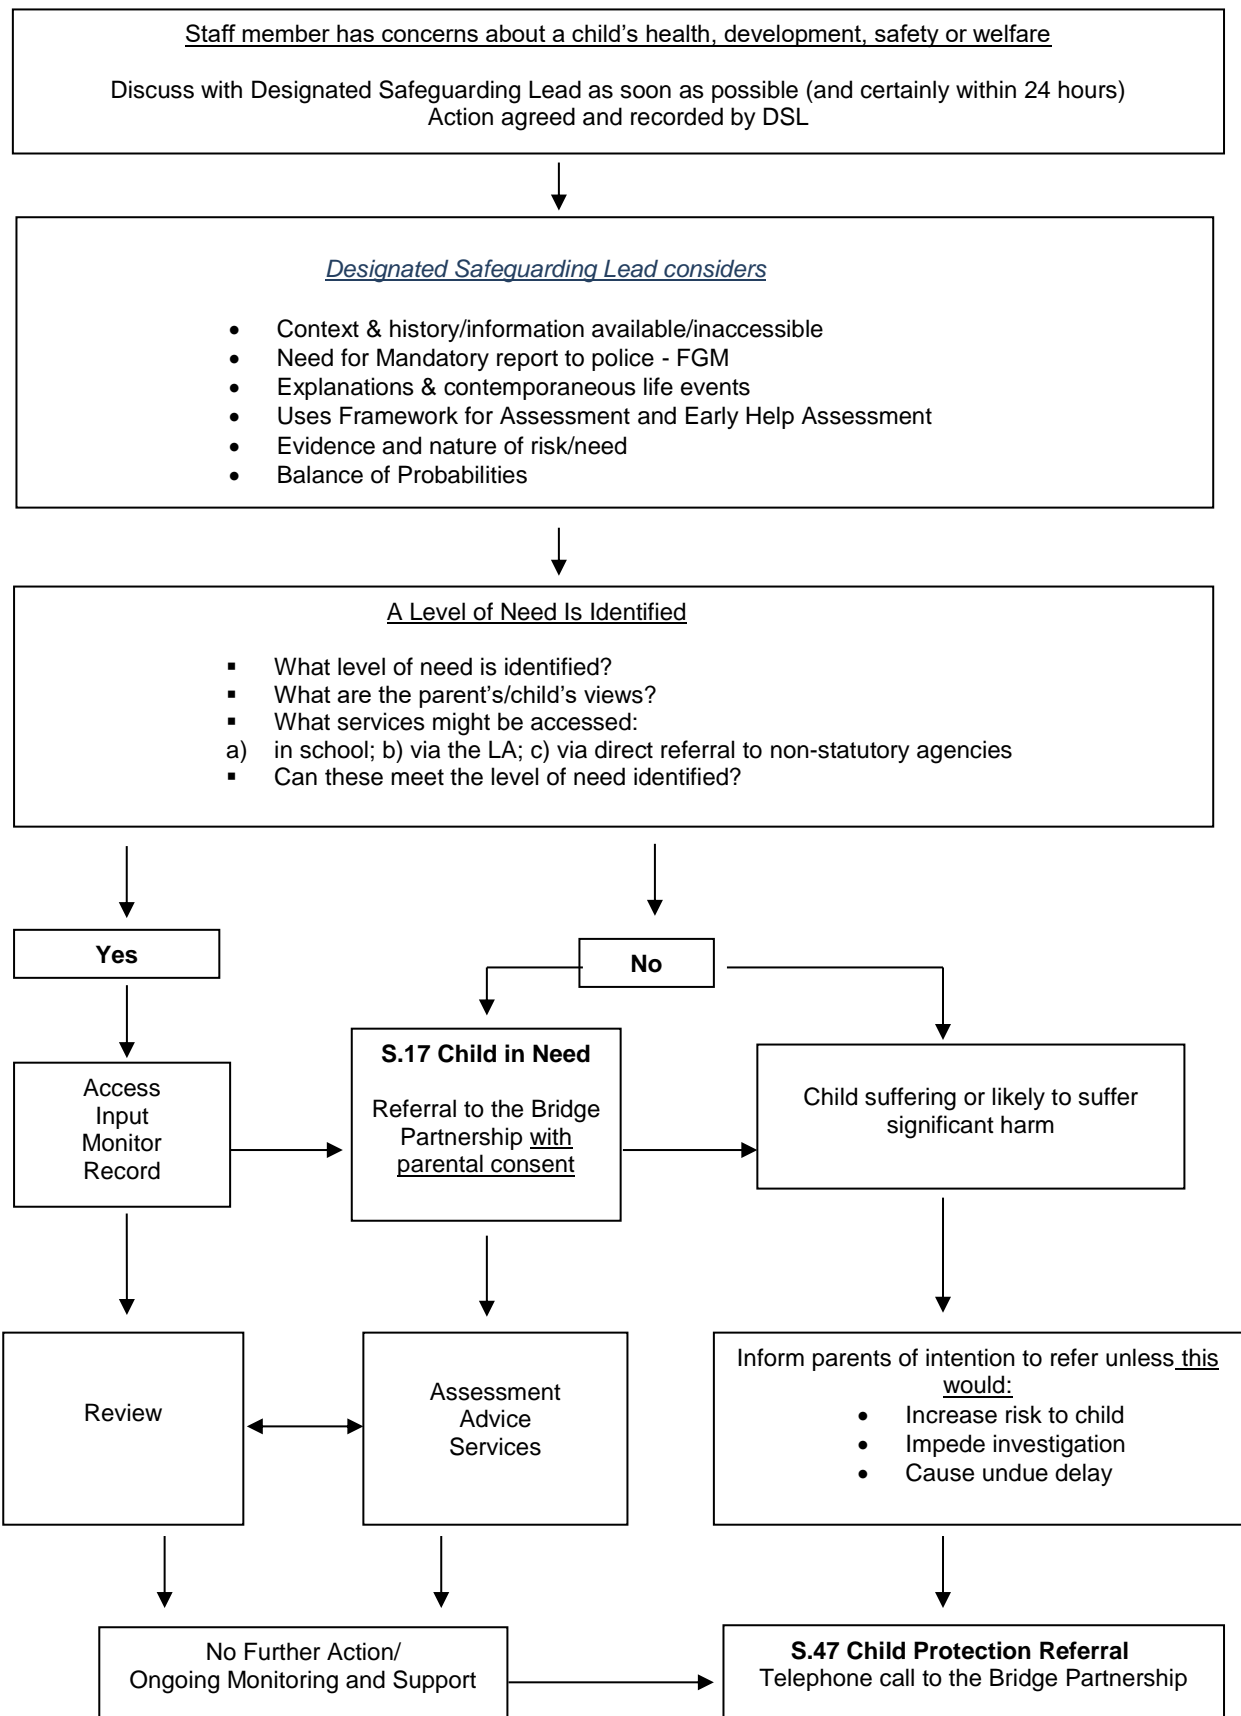 Staff member has concerns about a child’s health, development, safety or welfare
Discuss with Designated Safeguarding Lead as soon as possible (and certainly within 24 hours)
Action agreed and recorded by DSL
Designated Safeguarding Lead considers
• Context & history/information available/inaccessible
• Need for Mandatory report to police - FGM
• Explanations & contemporaneous life events
• Uses Framework for Assessment and Early Help Assessment
• Evidence and nature of risk/need
• Balance of Probabilities
A Level of Need Is Identified
▪ What level of need is identified?
▪ What are the parent’s/child’s views?
▪ What services might be accessed:
a) in school; b) via the LA; c) via direct referral to non-statutory agencies
▪ Can these meet the level of need identified?
Yes
No
Access
Input
Monitor
Record
S.17 Child in Need
Referral to the Bridge
Partnership with
parental consent
Child suffering or likely to suffer
significant harm
Review
Assessment
Advice
Services
Inform parents of intention to refer unless this
would:
• Increase risk to child
• Impede investigation
• Cause undue delay
No Further Action/
Ongoing Monitoring and Support
S.47 Child Protection Referral
Telephone call to the Bridge Partnership